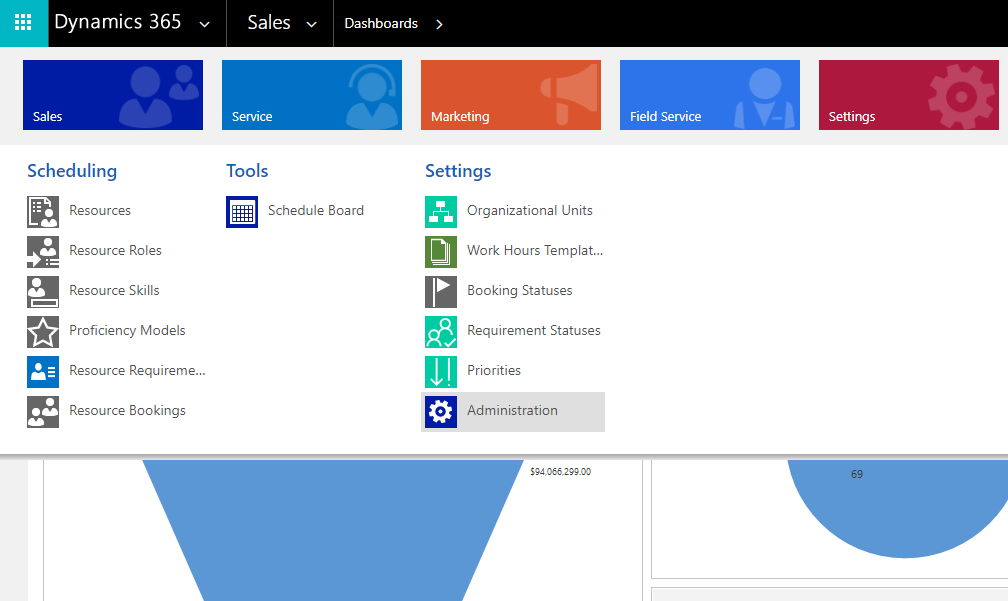 Dynamics 365
Sales
Dashboards
Sales
Service
Marketing
Field Service
Settings
Scheduling
Resources
Resource Roles
Resource Skills
Proficiency Models
Resource Requireme...
Resource Bookings
Tools
Schedule Board
Settings
Organizational Units
Work Hours Templat...
Booking Statuses
Requirement Statuses
Priorities
Administration
$94,066,299.00
69